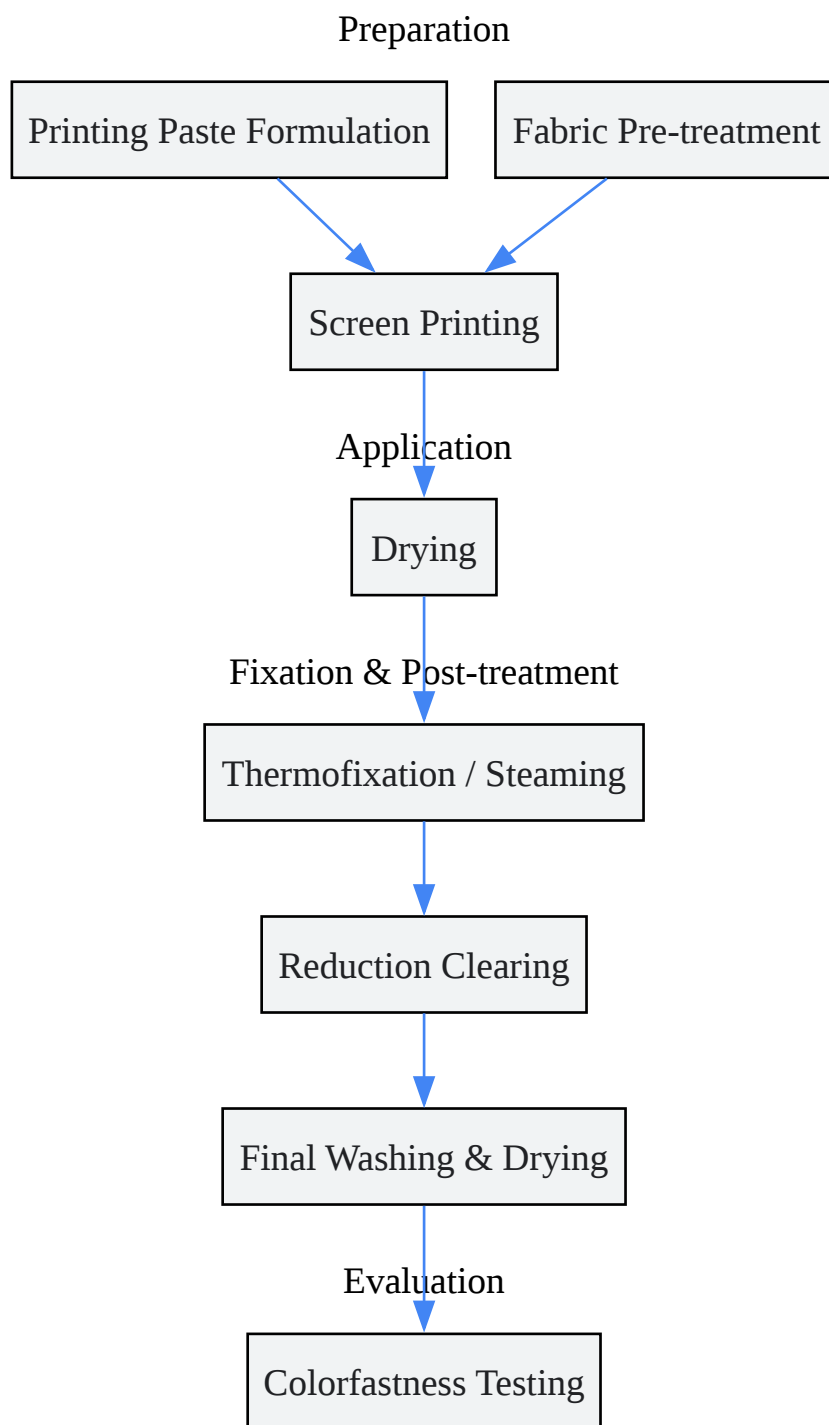 Preparation
Printing Paste Formulation
Fabric Pre-treatment
Screen Printing
Application
Drying
Fixation & Post-treatment
Thermofixation / Steaming
Reduction Clearing
Final Washing & Drying
Evaluation
Colorfastness Testing